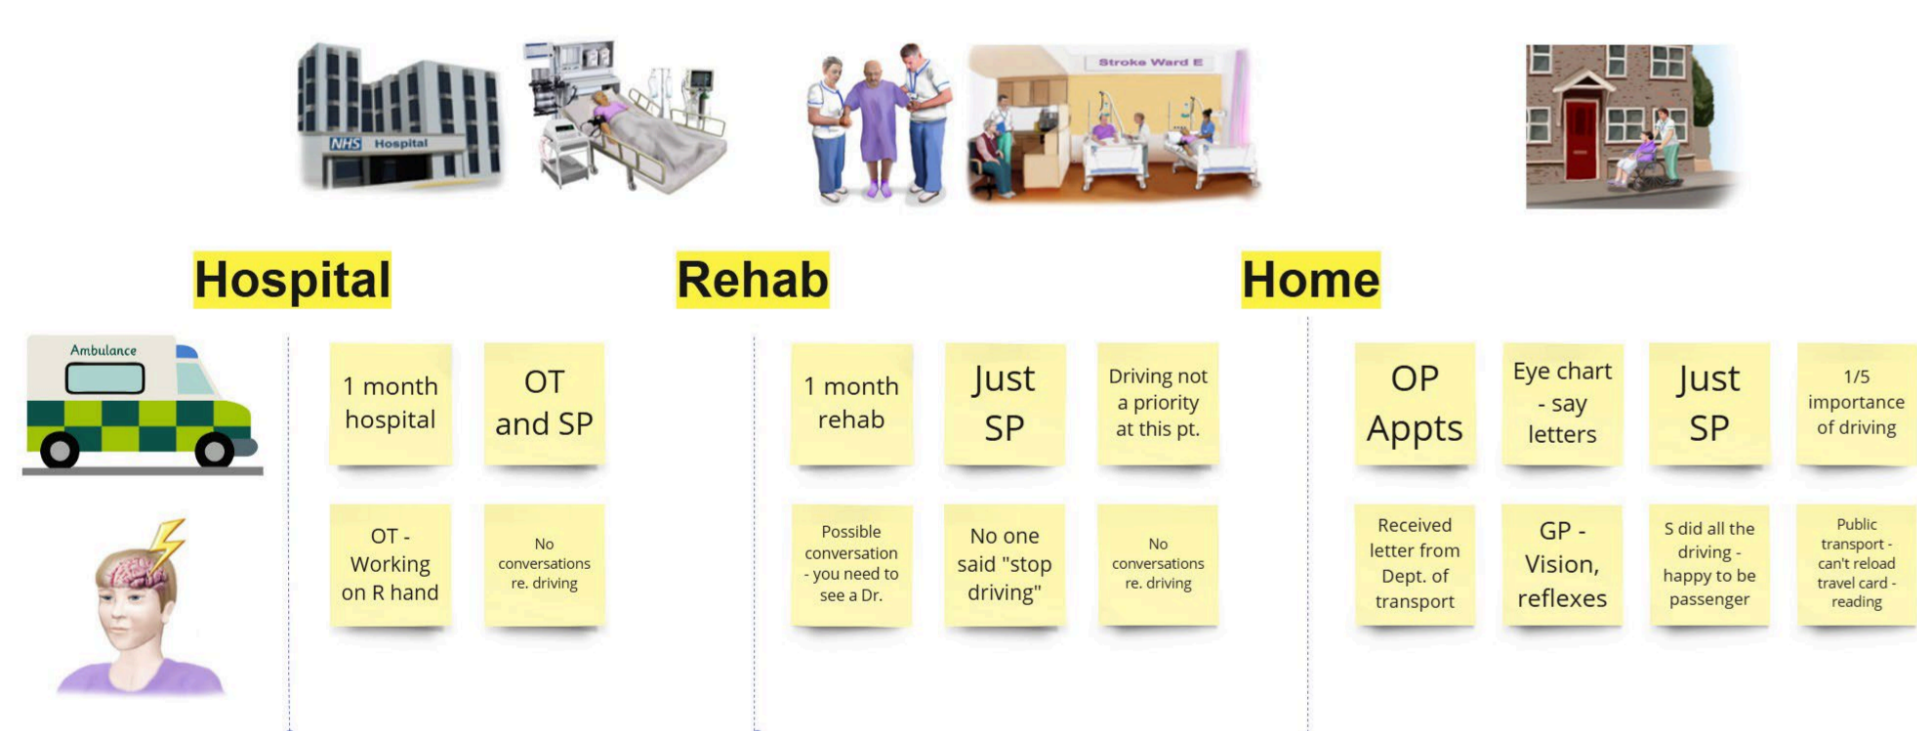 NHS Hospital
Stroke Ward E
Hospital
Rehab
Home
Ambulance
1 month
hospital
OT
and SP
1 month
rehab
Just
SP
Driving not
a priority
at this pt.
OP
Appts
Eye chart
- say
letters
Just
SP
1/5
importance
of driving
OT -
Working
on R hand
No
conversations
re. driving
Possible
conversation
- you need to
see a Dr.
No one
said "stop
driving"
No
conversations
re. driving
Received
letter from
Dept. of
transport
GP -
Vision,
reflexes
S did all the
driving -
happy to be
passenger
Public
transport -
can't reload
travel card -
reading